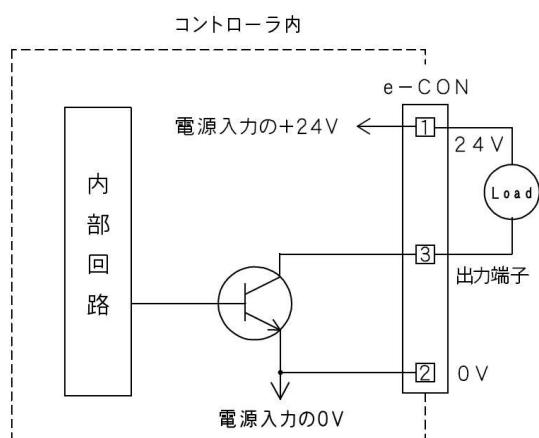 コントローラ内
e－CON
電源入力の＋24V
1
24V
Load
内部回路
3
出力端子
2
0V
電源入力の0V